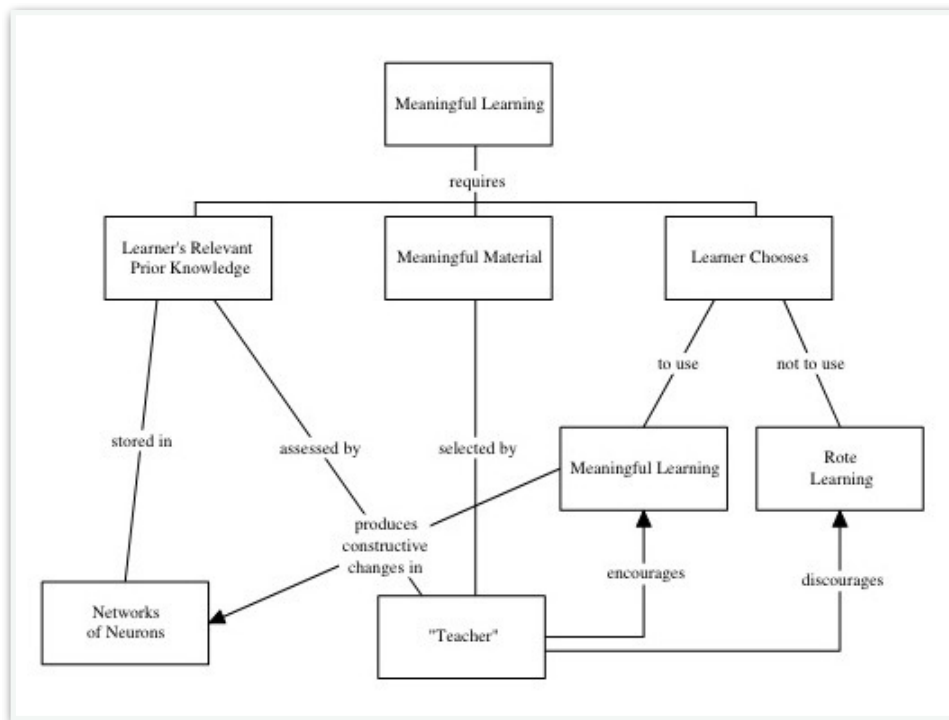 Meaningful Learning
requires
Learner's Relevant
Prior Knowledge
Meaningful Material
Learner Chooses
to use
not to use
stored in
assessed by
selected by
Meaningful Learning
Rote
Learning
produces
constructive
changes in
encourages
discourages
Networks
of Neurons
"Teacher"